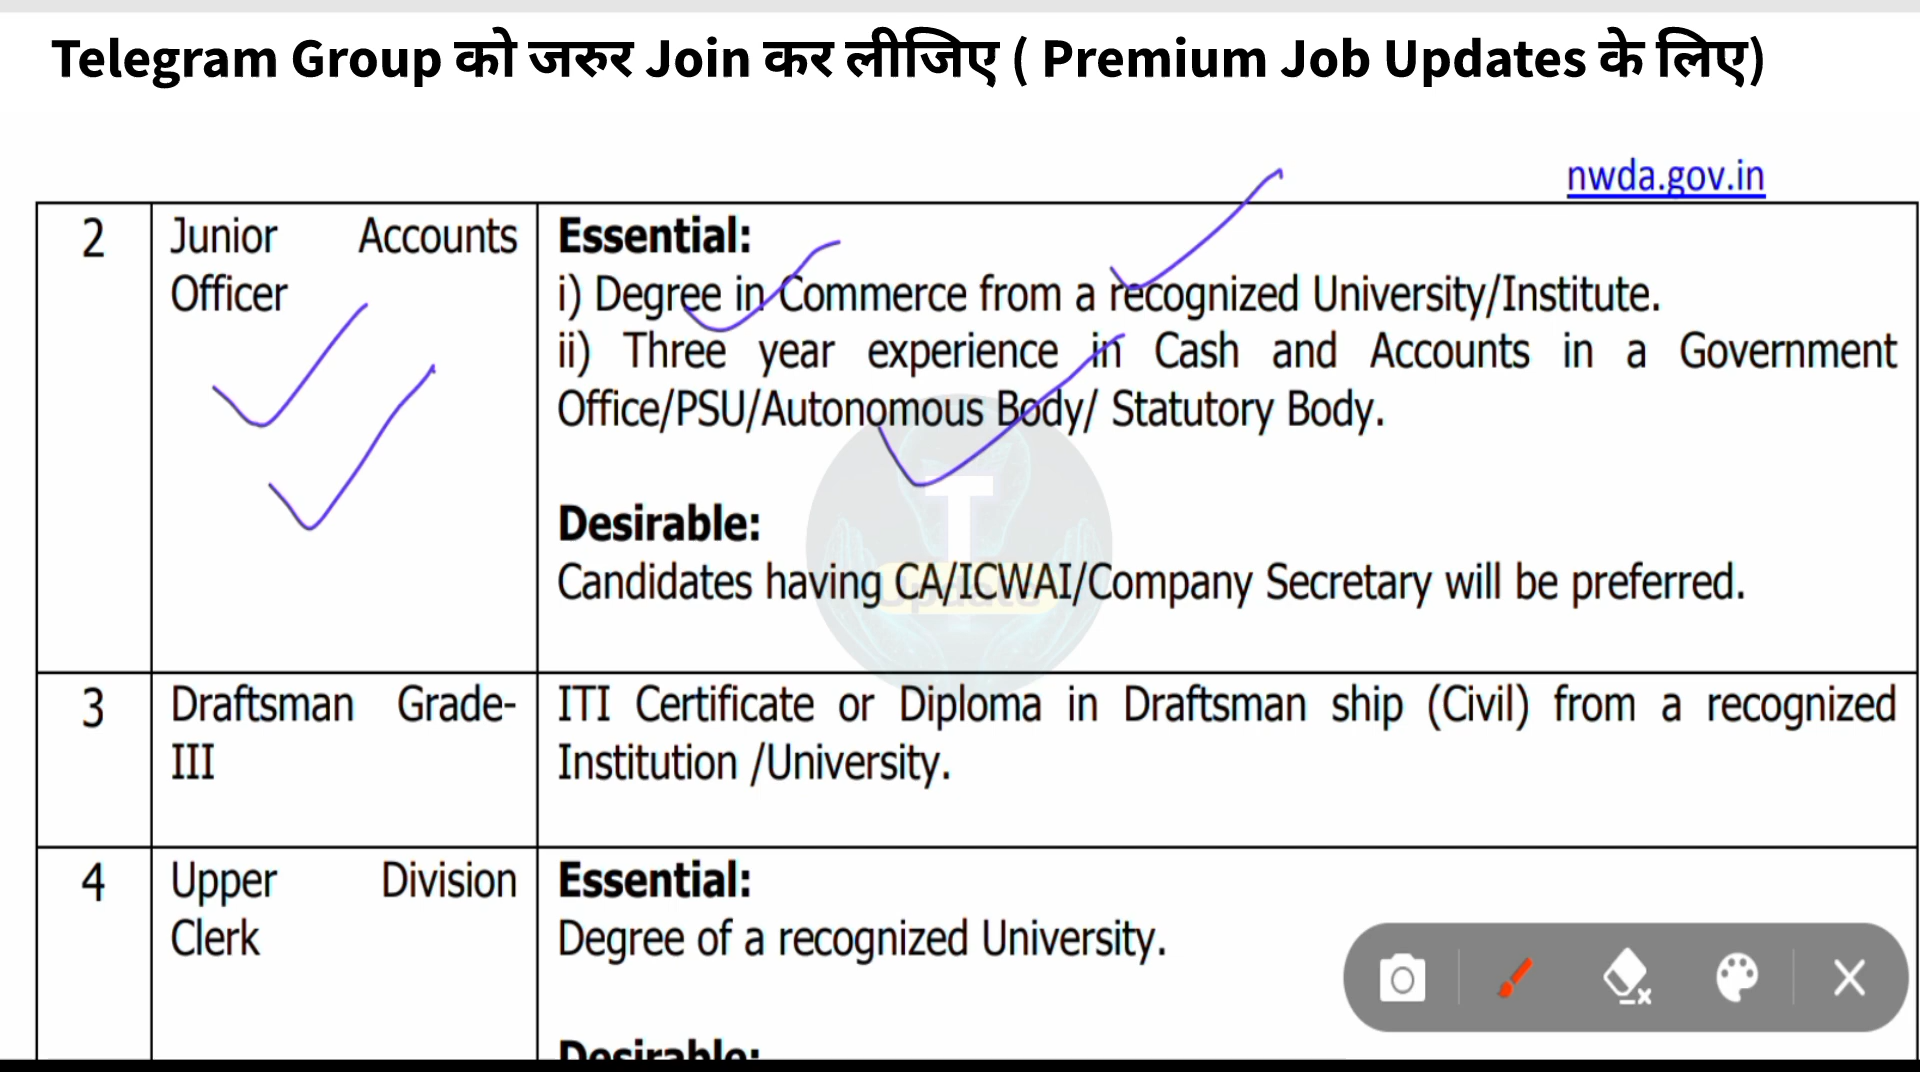 Telegram Group को जरुर Join कर लीजिए ( Premium Job Updates के लिए)
nwda.gov.in
2
Junior Accounts
Officer
Essential:
i) Degree in Commerce from a recognized University/Institute.
ii) Three year experience in Cash and Accounts in a Government
Office/PSU/Autonomous Body/ Statutory Body.
Desirable:
Candidates having CA/ICWAI/Company Secretary will be preferred.
T
Update
3
Draftsman Grade-
III
ITI Certificate or Diploma in Draftsman ship (Civil) from a recognized
Institution /University.
4
Upper Division
Clerk
Essential:
Degree of a recognized University.
Desirable: